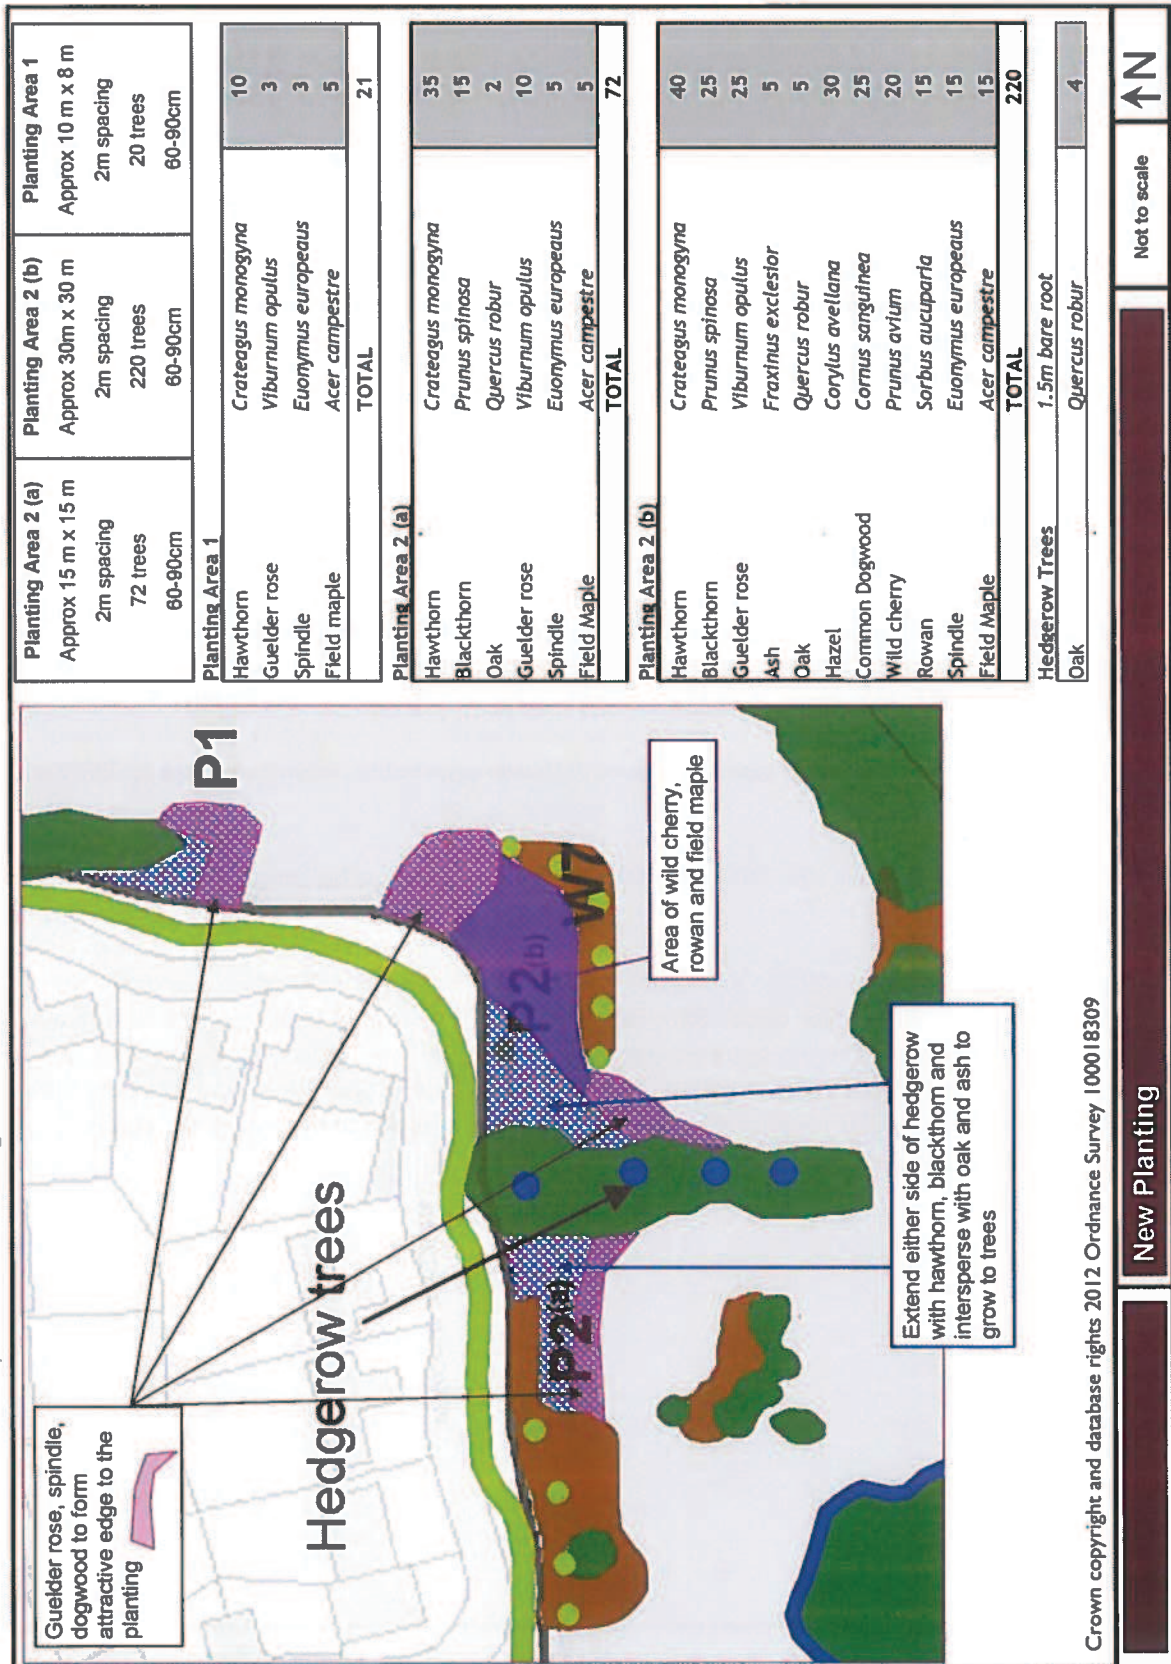 Guelder rose, spindle,
dogwood to form
attractive edge to the
planting
Hedgerow trees
P1
P2(a)
P2(b)
W7
Area of wild cherry,
rowan and field maple
Extend either side of hedgerow
with hawthorn, blackthorn and
intersperse with oak and ash to
grow to trees
Planting Area 2 (a) Planting Area 2 (b) Planting Area 1
Approx 15 m x 15 m Approx 30m x 30 m Approx 10 m x 8 m
2m spacing 2m spacing 2m spacing
72 trees 220 trees 20 trees
60-90cm 60-90cm 60-90cm
Planting Area 1
Hawthorn Crateagus monogyna 10
Guelder rose Viburnum opulus 3
Spindle Euonymus europeaus 3
Field maple Acer campestre 5
TOTAL 21
Planting Area 2 (a)
Hawthorn Crateagus monogyna 35
Blackthorn Prunus spinosa 15
Oak Quercus robur 2
Guelder rose Viburnum opulus 10
Spindle Euonymus europeaus 5
Field Maple Acer campestre 5
TOTAL 72
Planting Area 2 (b)
Hawthorn Crateagus monogyna 40
Blackthorn Prunus spinosa 25
Guelder rose Viburnum opulus 25
Ash Fraxinus exclesior 5
Oak Quercus robur 5
Hazel Corylus avellana 30
Common Dogwood Cornus sanguinea 25
Wild cherry Prunus avium 20
Rowan Sorbus aucuparia 15
Spindle Euonymus europeaus 15
Field Maple Acer campestre 15
TOTAL 220
Hedgerow Trees 1.5m bare root
Oak Quercus robur 4
Crown copyright and database rights 2012 Ordnance Survey 100018309
New Planting
Not to scale
N